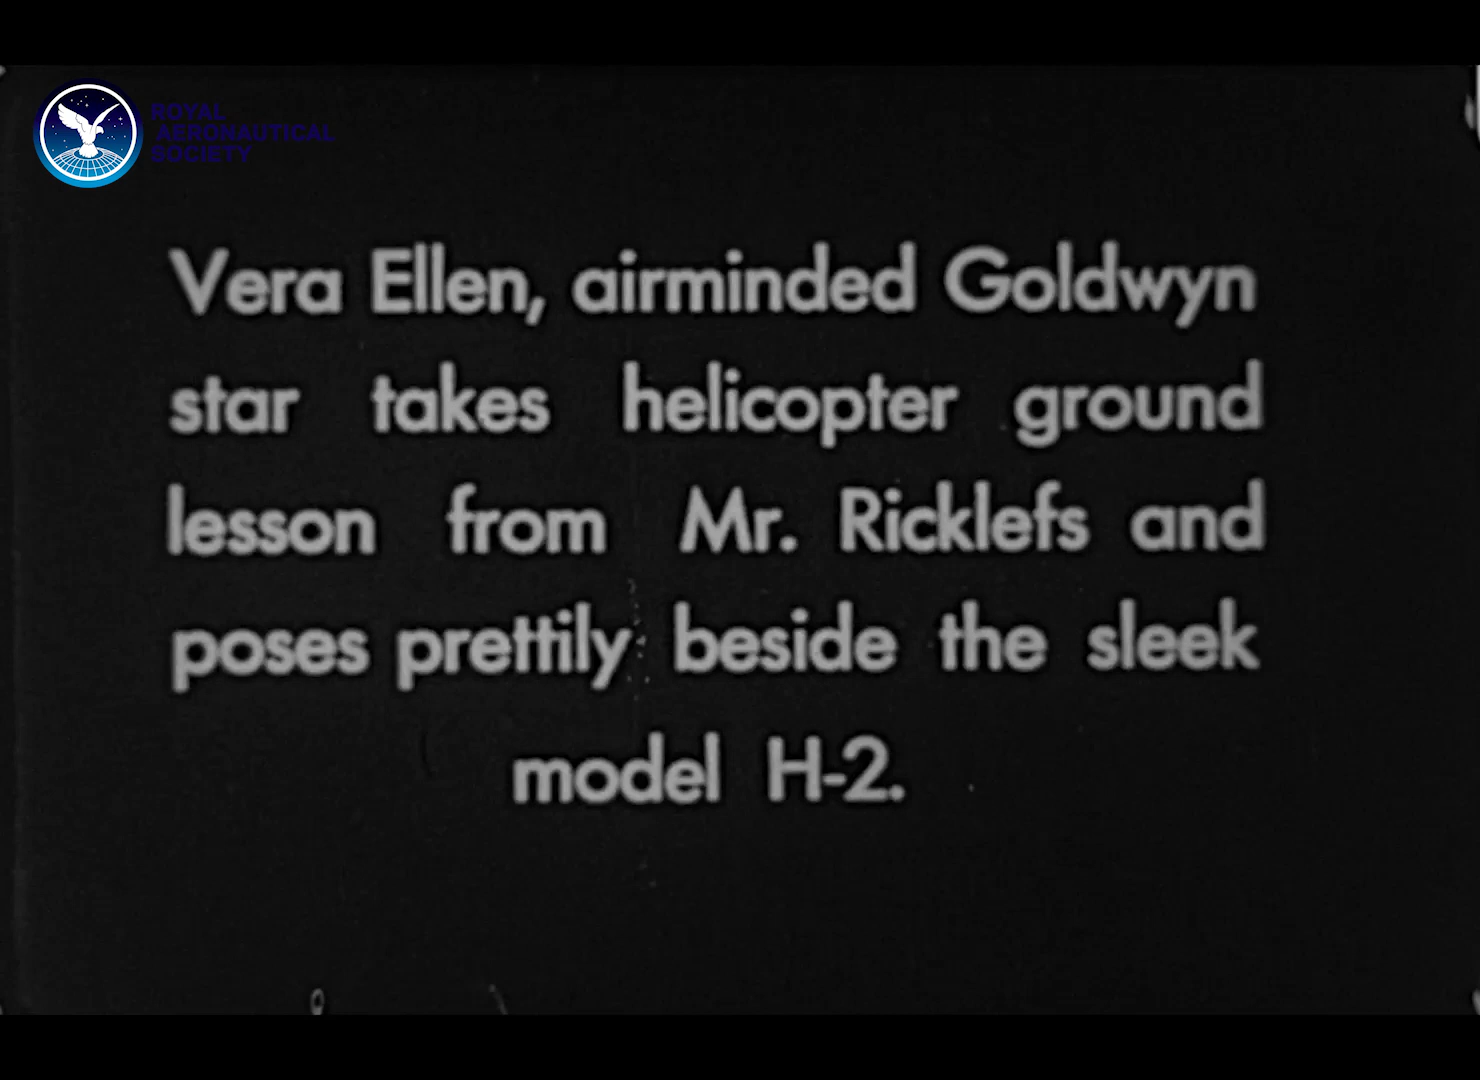 ROYAL
AERONAUTICAL
SOCIETY
Vera Ellen, airminded Goldwyn
star takes helicopter ground
lesson from Mr. Ricklefs and
poses prettily beside the sleek
model H-2.